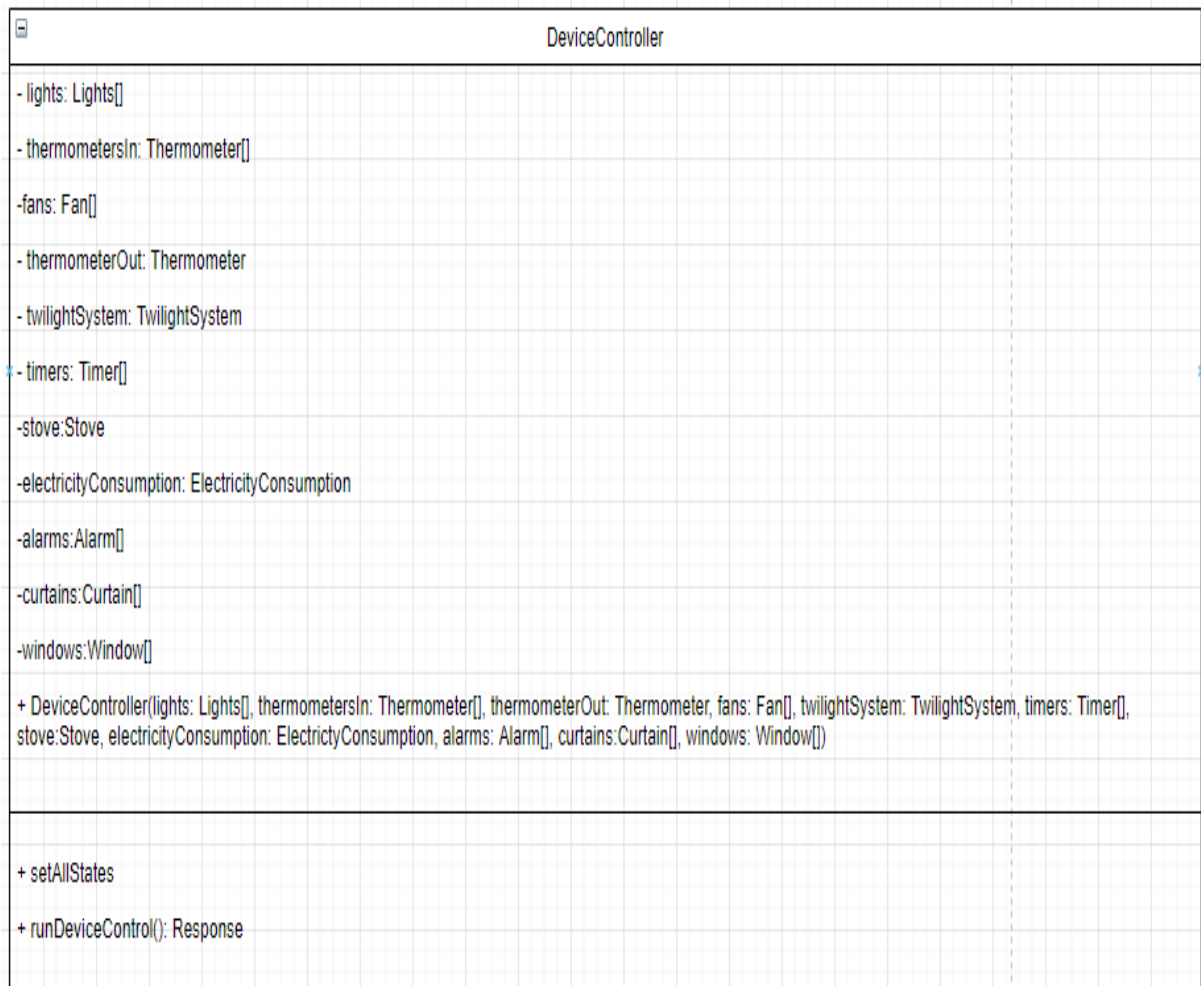 DeviceController
- lights: Lights[]
- thermometersIn: Thermometer[]
-fans: Fan[]
- thermometerOut: Thermometer
- twilightSystem: TwilightSystem
- timers: Timer[]
-stove:Stove
-electricityConsumption: ElectricityConsumption
-alarms:Alarm[]
-curtains:Curtain[]
-windows:Window[]
+ DeviceController(lights: Lights[], thermometersIn: Thermometer[], thermometerOut: Thermometer, fans: Fan[], twilightSystem: TwilightSystem, timers: Timer[],
stove:Stove, electricityConsumption: ElectrictyConsumption, alarms: Alarm[], curtains:Curtain[], windows: Window[])
+ setAllStates
+ runDeviceControl(): Response